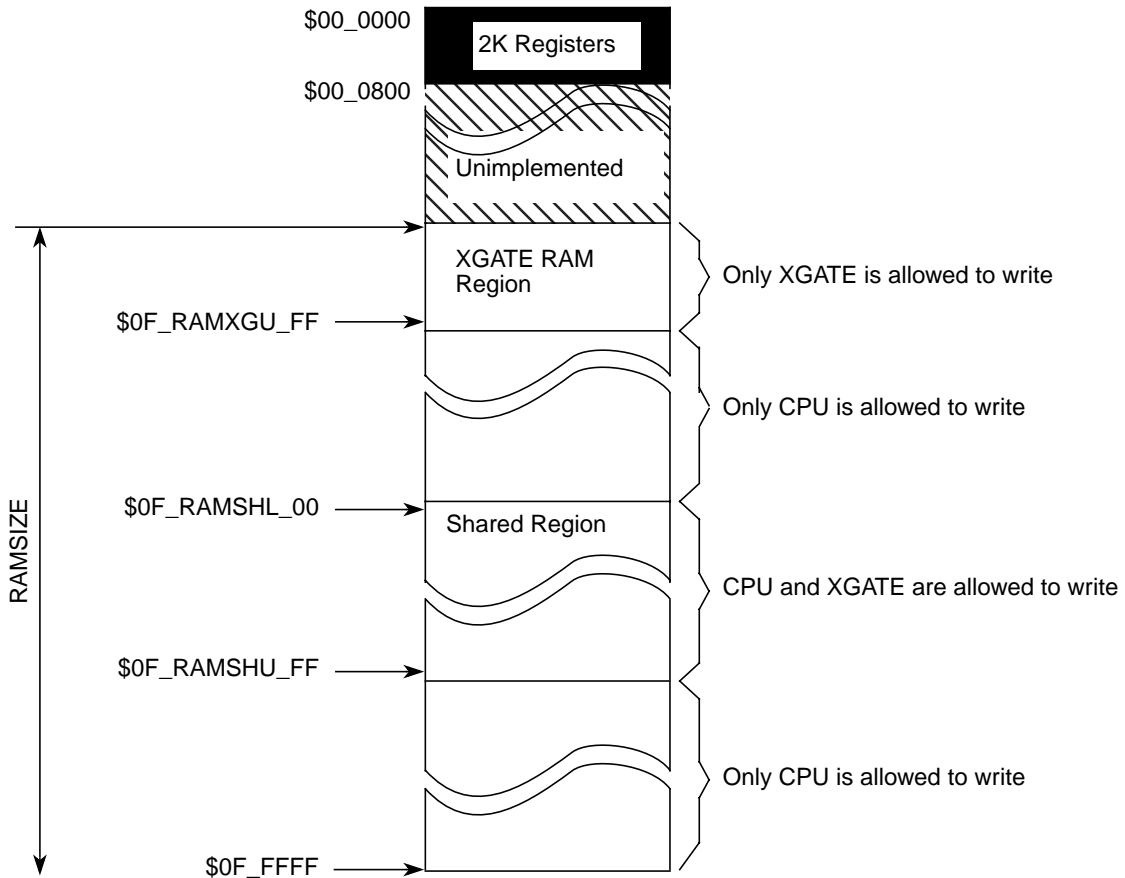 $00_0000
2K Registers
$00_0800
Unimplemented
XGATE RAM
Region
Only XGATE is allowed to write
$0F_RAMXGU_FF
Only CPU is allowed to write
RAMSIZE
$0F_RAMSHL_00
Shared Region
CPU and XGATE are allowed to write
$0F_RAMSHU_FF
Only CPU is allowed to write
$0F_FFFF